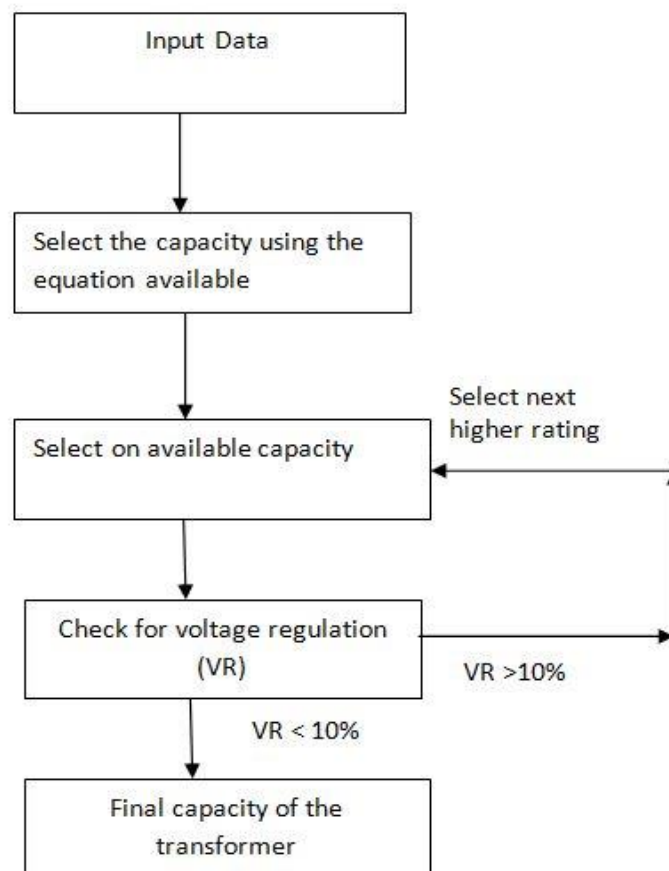 Input Data
Select the capacity using the
equation available
Select on available capacity
Select next
higher rating
Check for voltage regulation
(VR)
VR >10%
VR < 10%
Final capacity of the
transformer